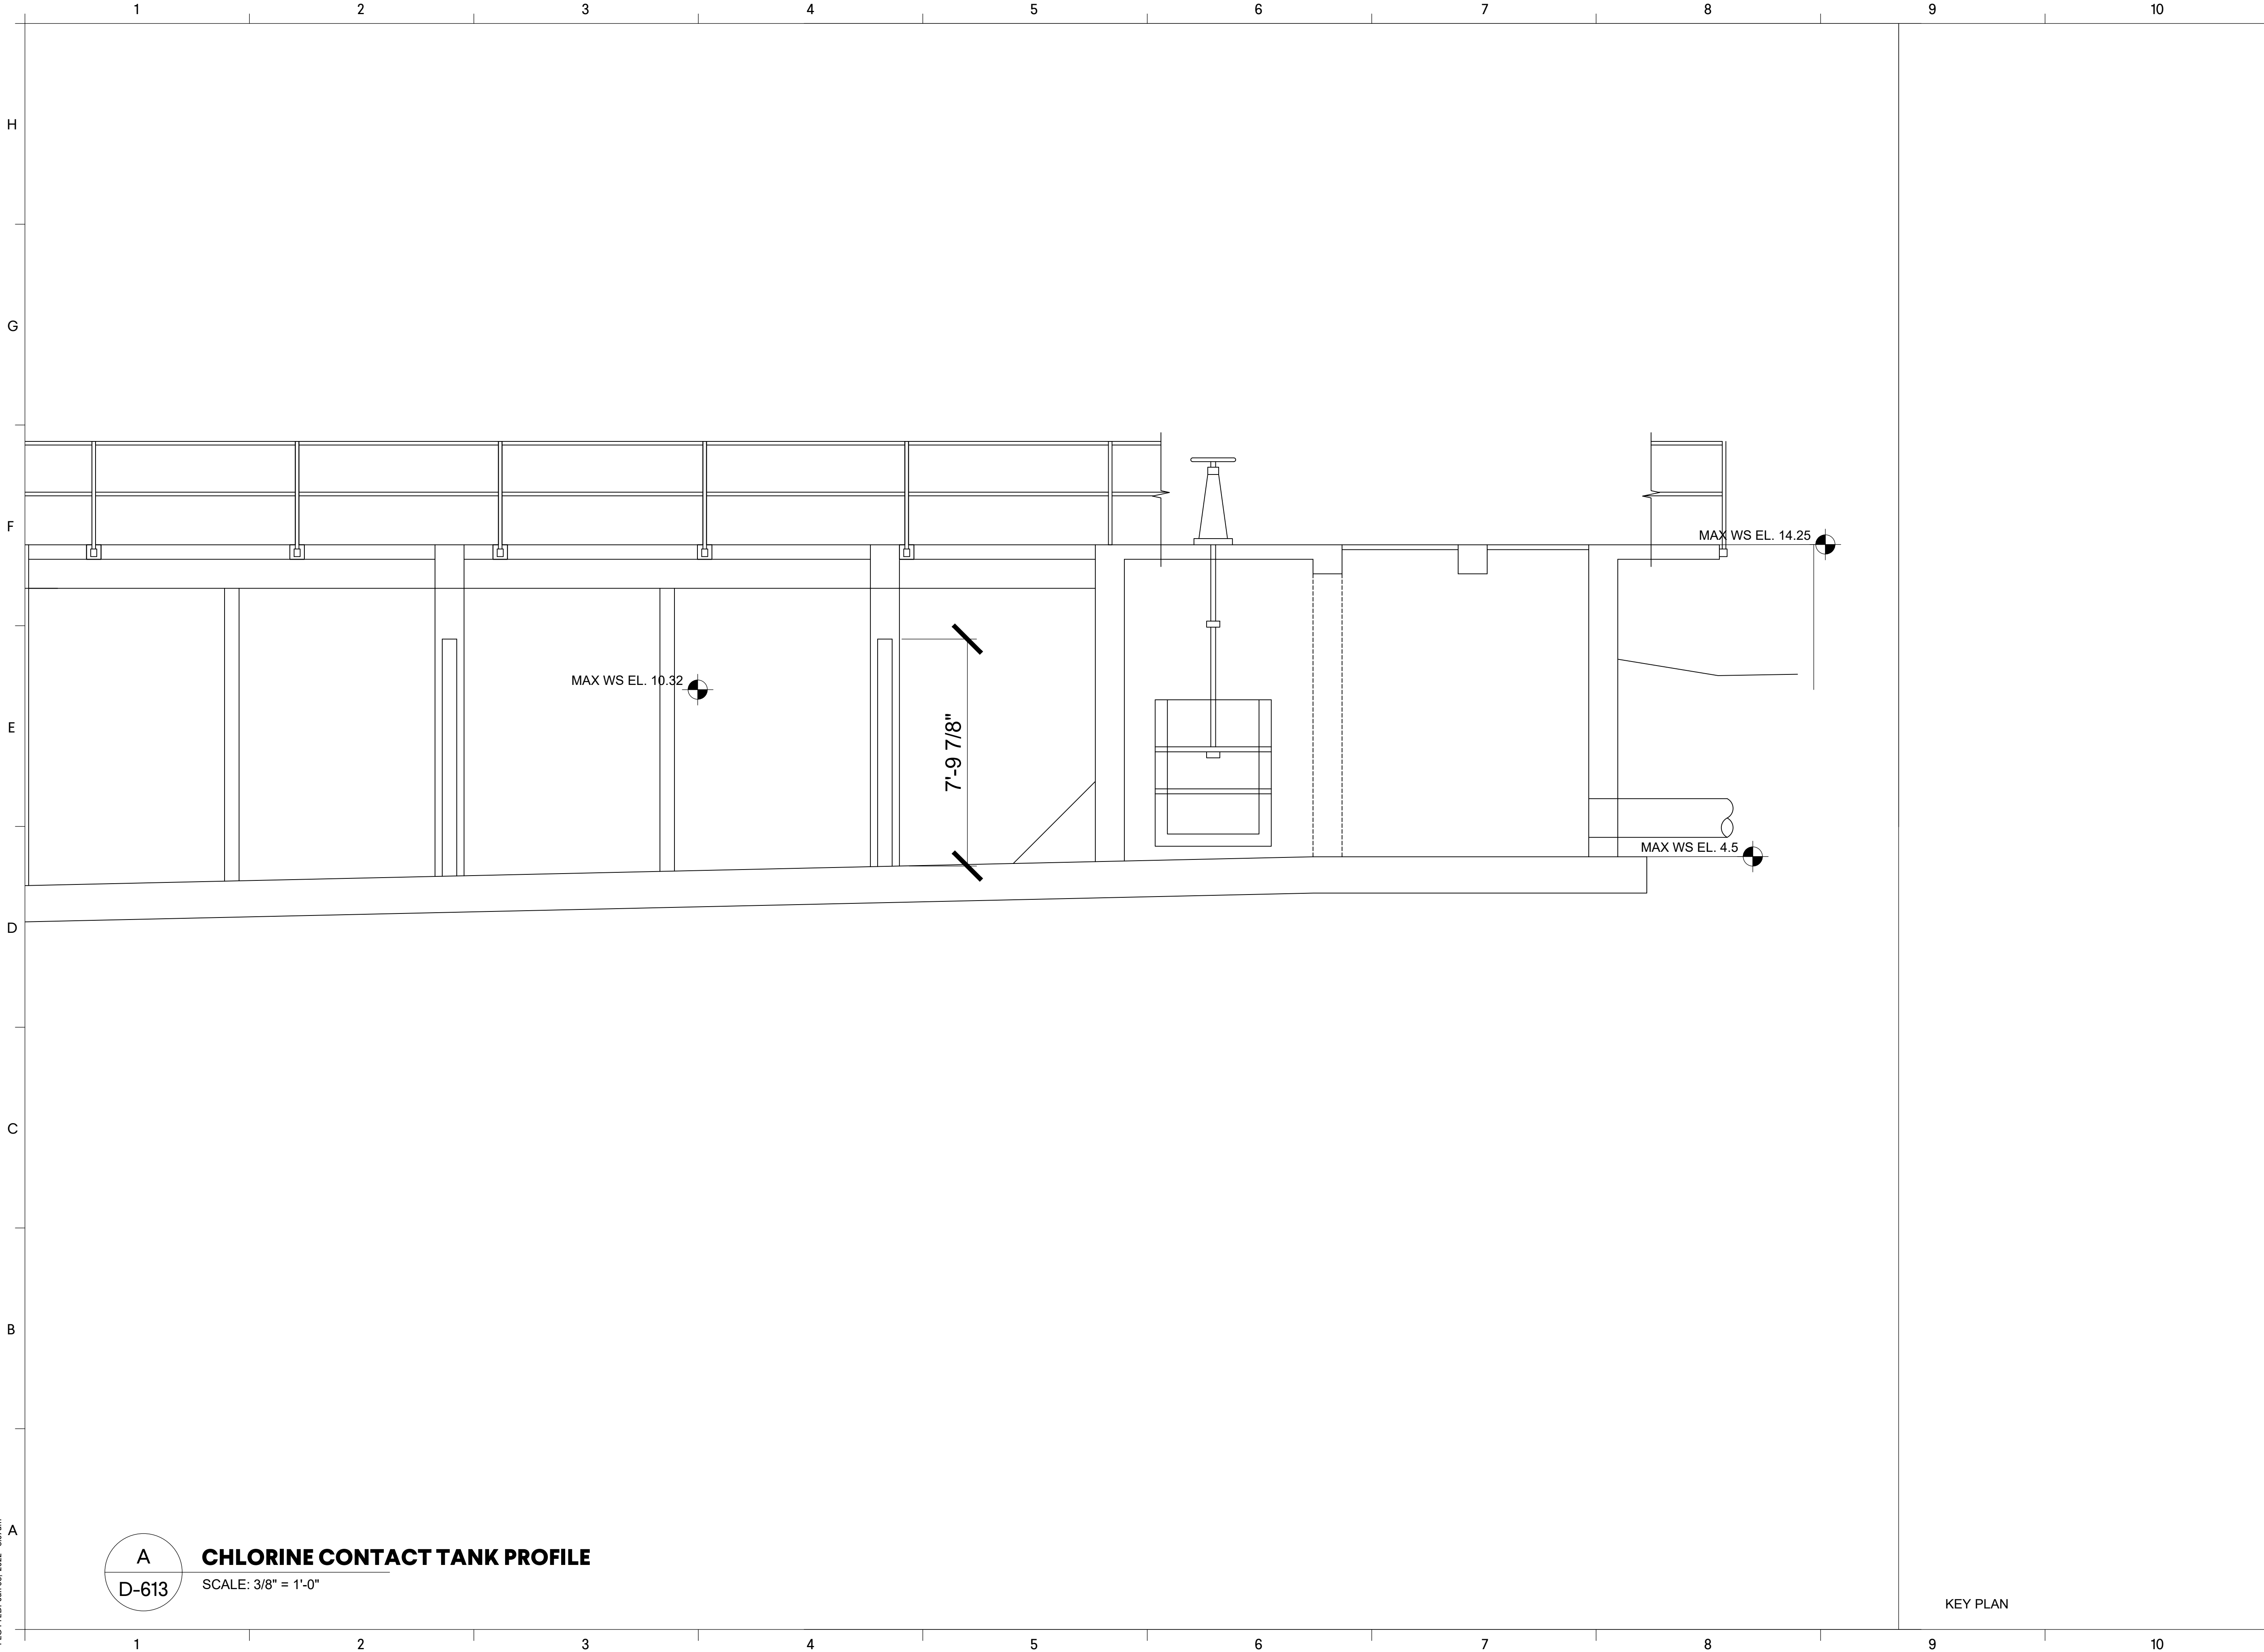 1 2 3 4 5 6 7 8 9 10
H
G
F
MAX WS EL. 14.25
MAX WS EL. 10.32
E
7'-9 7/8"
MAX WS EL. 4.5
D
C
B
A
A
D-613
CHLORINE CONTACT TANK PROFILE
SCALE: 3/8" = 1'-0"
KEY PLAN
1 2 3 4 5 6 7 8 9 10